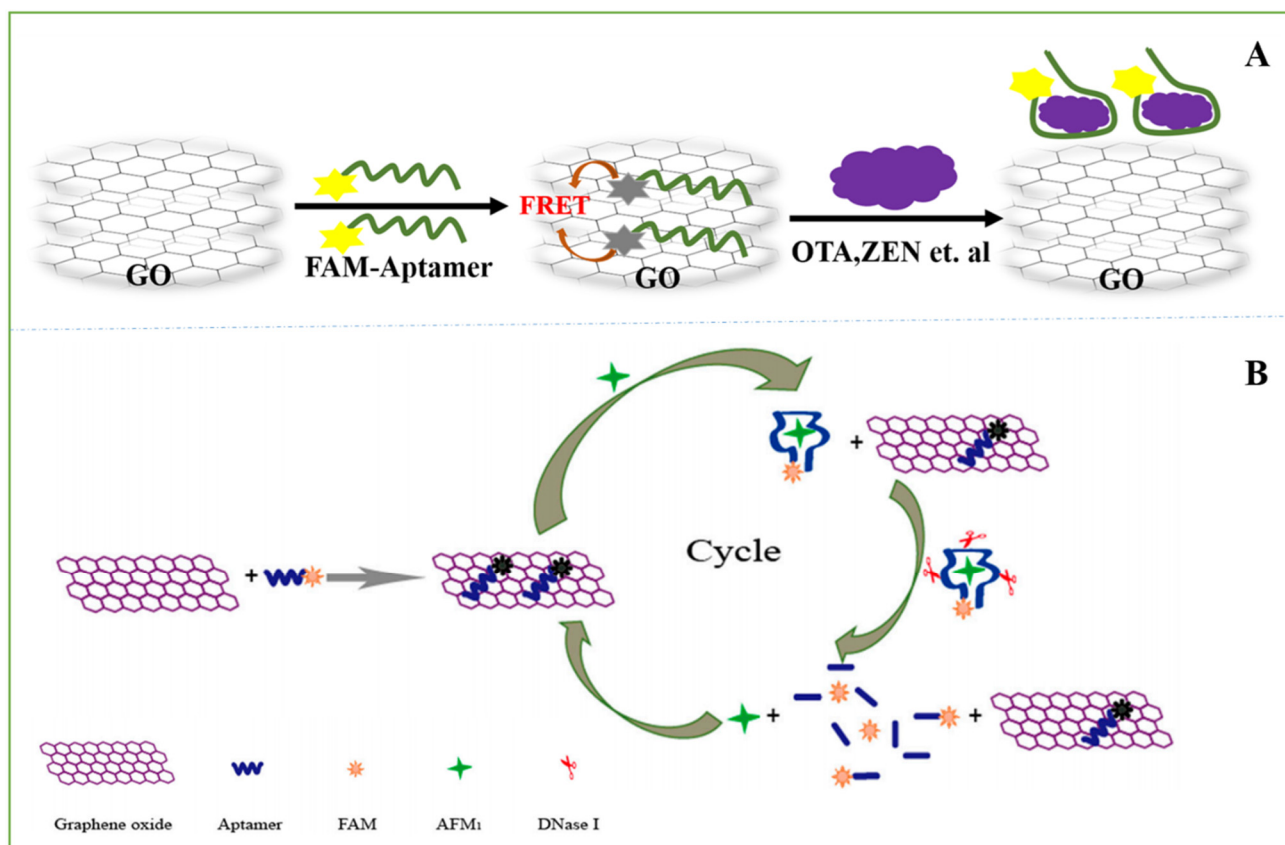 A
FRET
GO
FAM-Aptamer
GO
OTA,ZEN et. al
GO
B
+
+
Cycle
+
+
Graphene oxide
Aptamer
FAM
AFM₁
DNase I